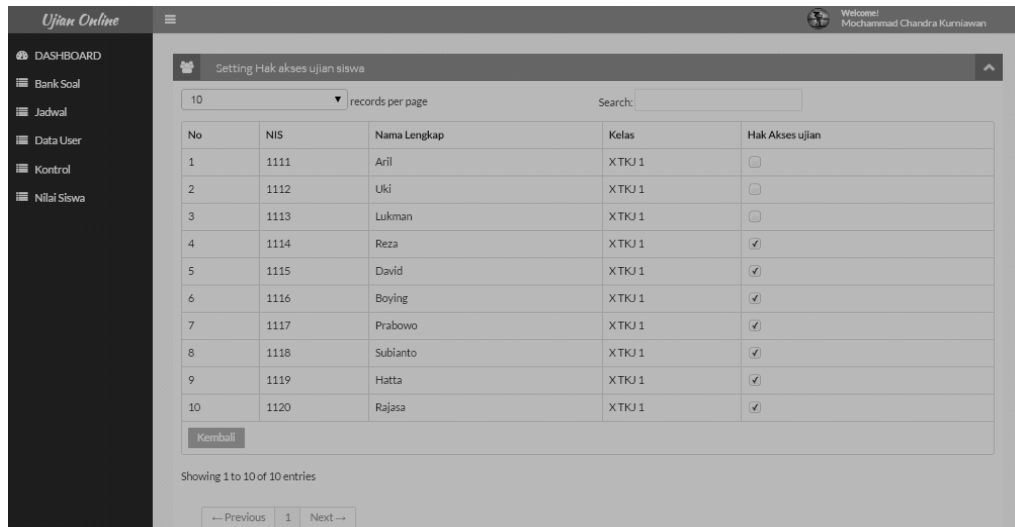 Ujian Online
Welcome!
Mochammad Chandra Kurniawan
DASHBOARD
Bank Soal
Jadwal
Data User
Kontrol
Nilai Siswa
Setting Hak akses ujian siswa
10 records per page Search:
No NIS Nama Lengkap Kelas Hak Akses ujian
1 1111 Aril X TKJ 1
2 1112 Uki X TKJ 1
3 1113 Lukman X TKJ 1
4 1114 Reza X TKJ 1
5 1115 David X TKJ 1
6 1116 Boying X TKJ 1
7 1117 Prabowo X TKJ 1
8 1118 Subianto X TKJ 1
9 1119 Hatta X TKJ 1
10 1120 Rajasa X TKJ 1
Kembali
Showing 1 to 10 of 10 entries
← Previous 1 Next →